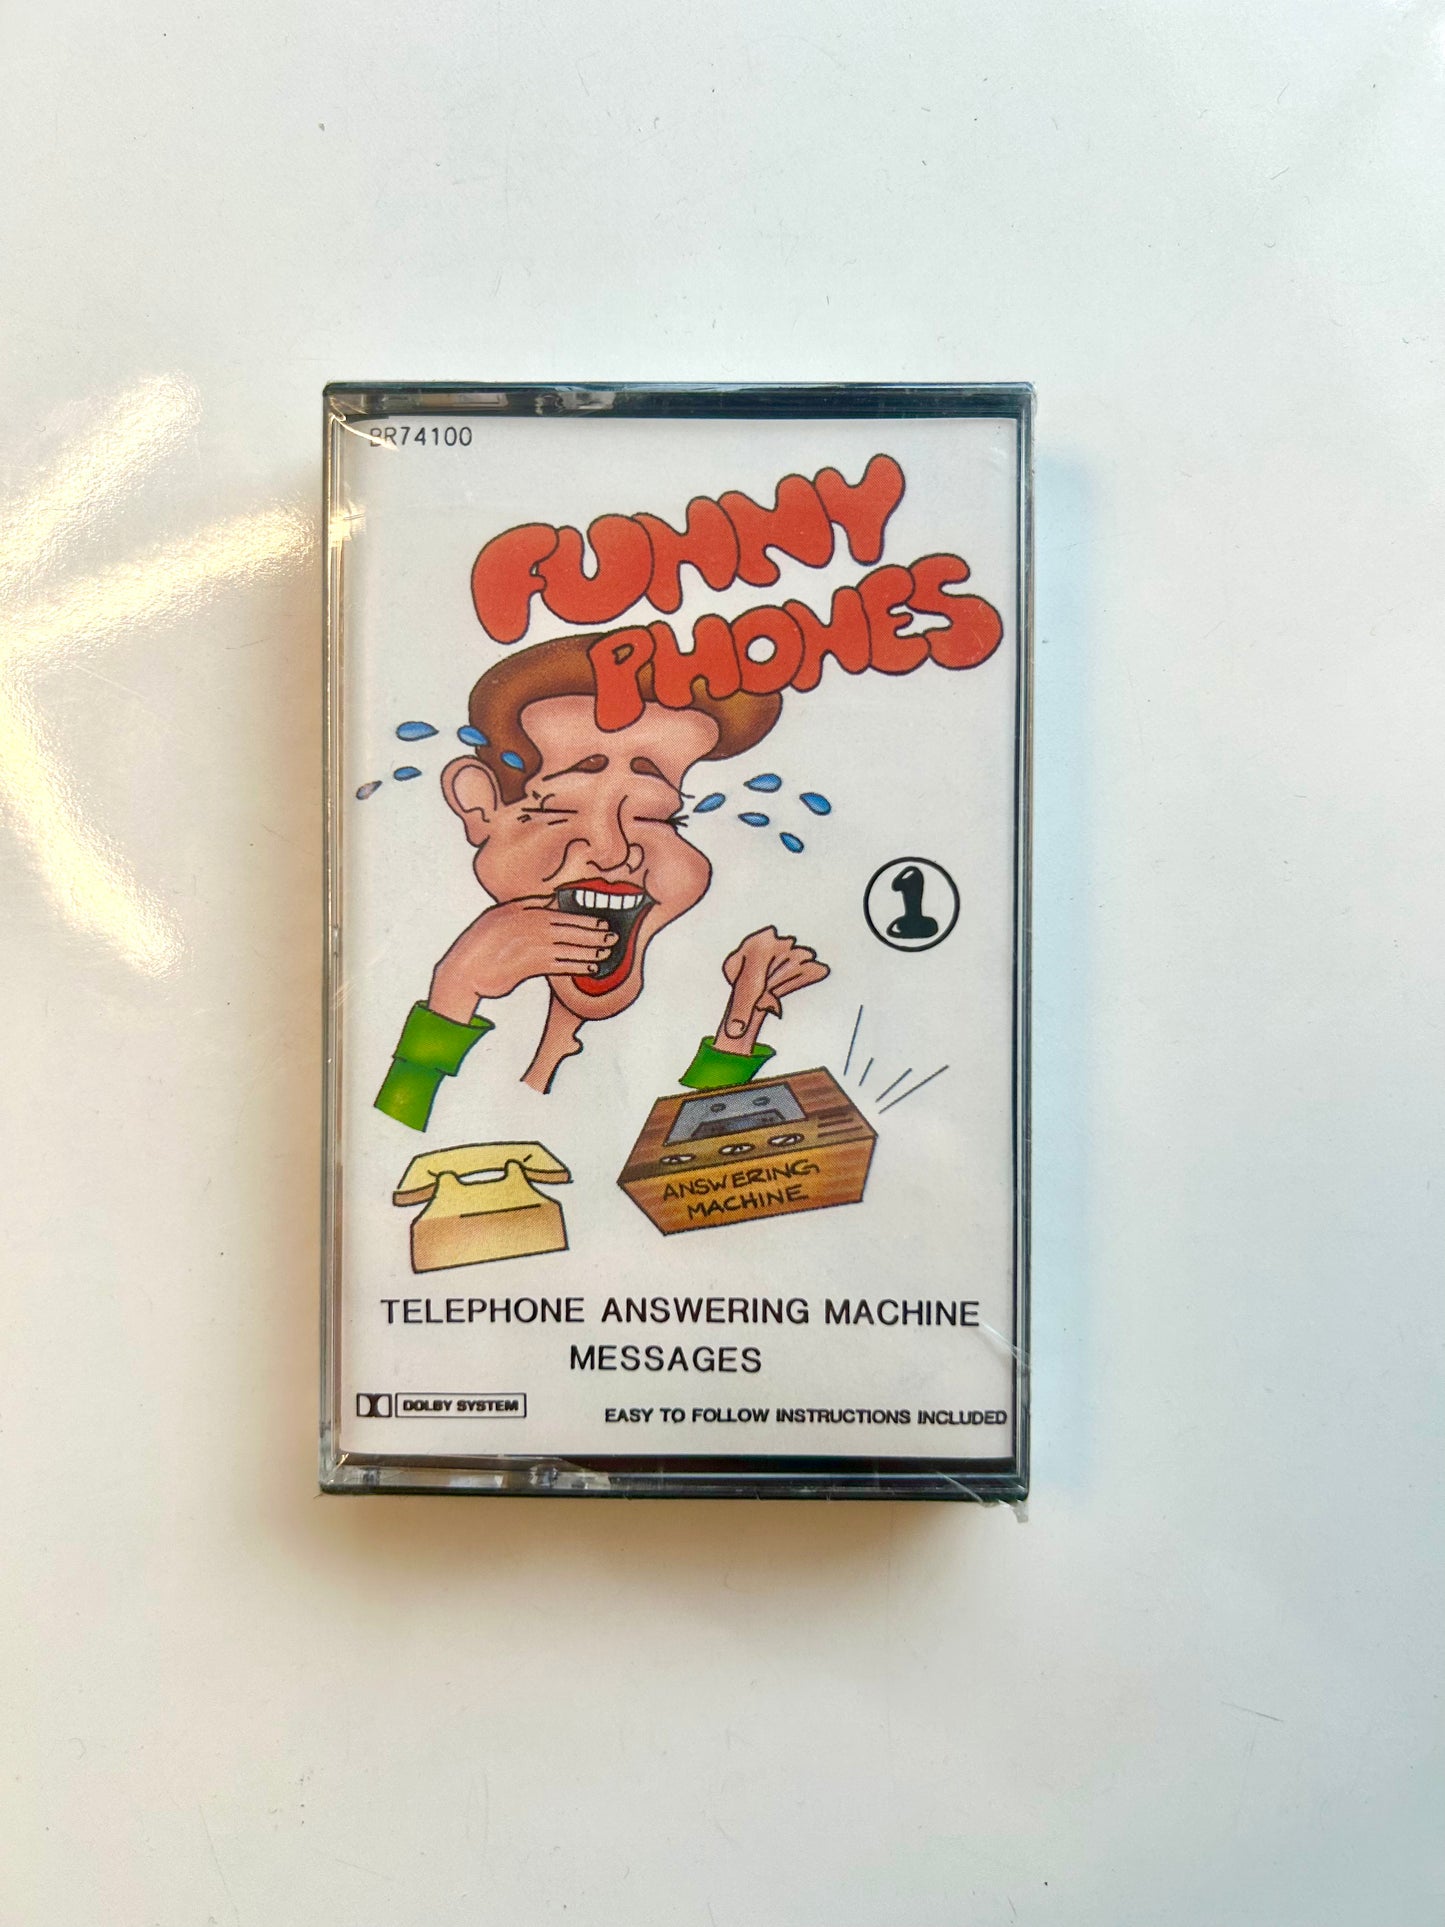 BR74100
FUNNY
PHONES
1
ANSWERING
MACHINE
TELEPHONE ANSWERING MACHINE
MESSAGES
DOLBY SYSTEM
EASY TO FOLLOW INSTRUCTIONS INCLUDED